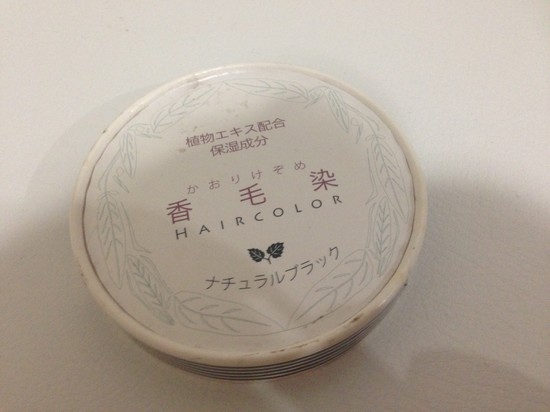 植物エキス配合
保湿成分
かおりけぞめ
香毛染
HAIRCOLOR
ナチュラルブラック